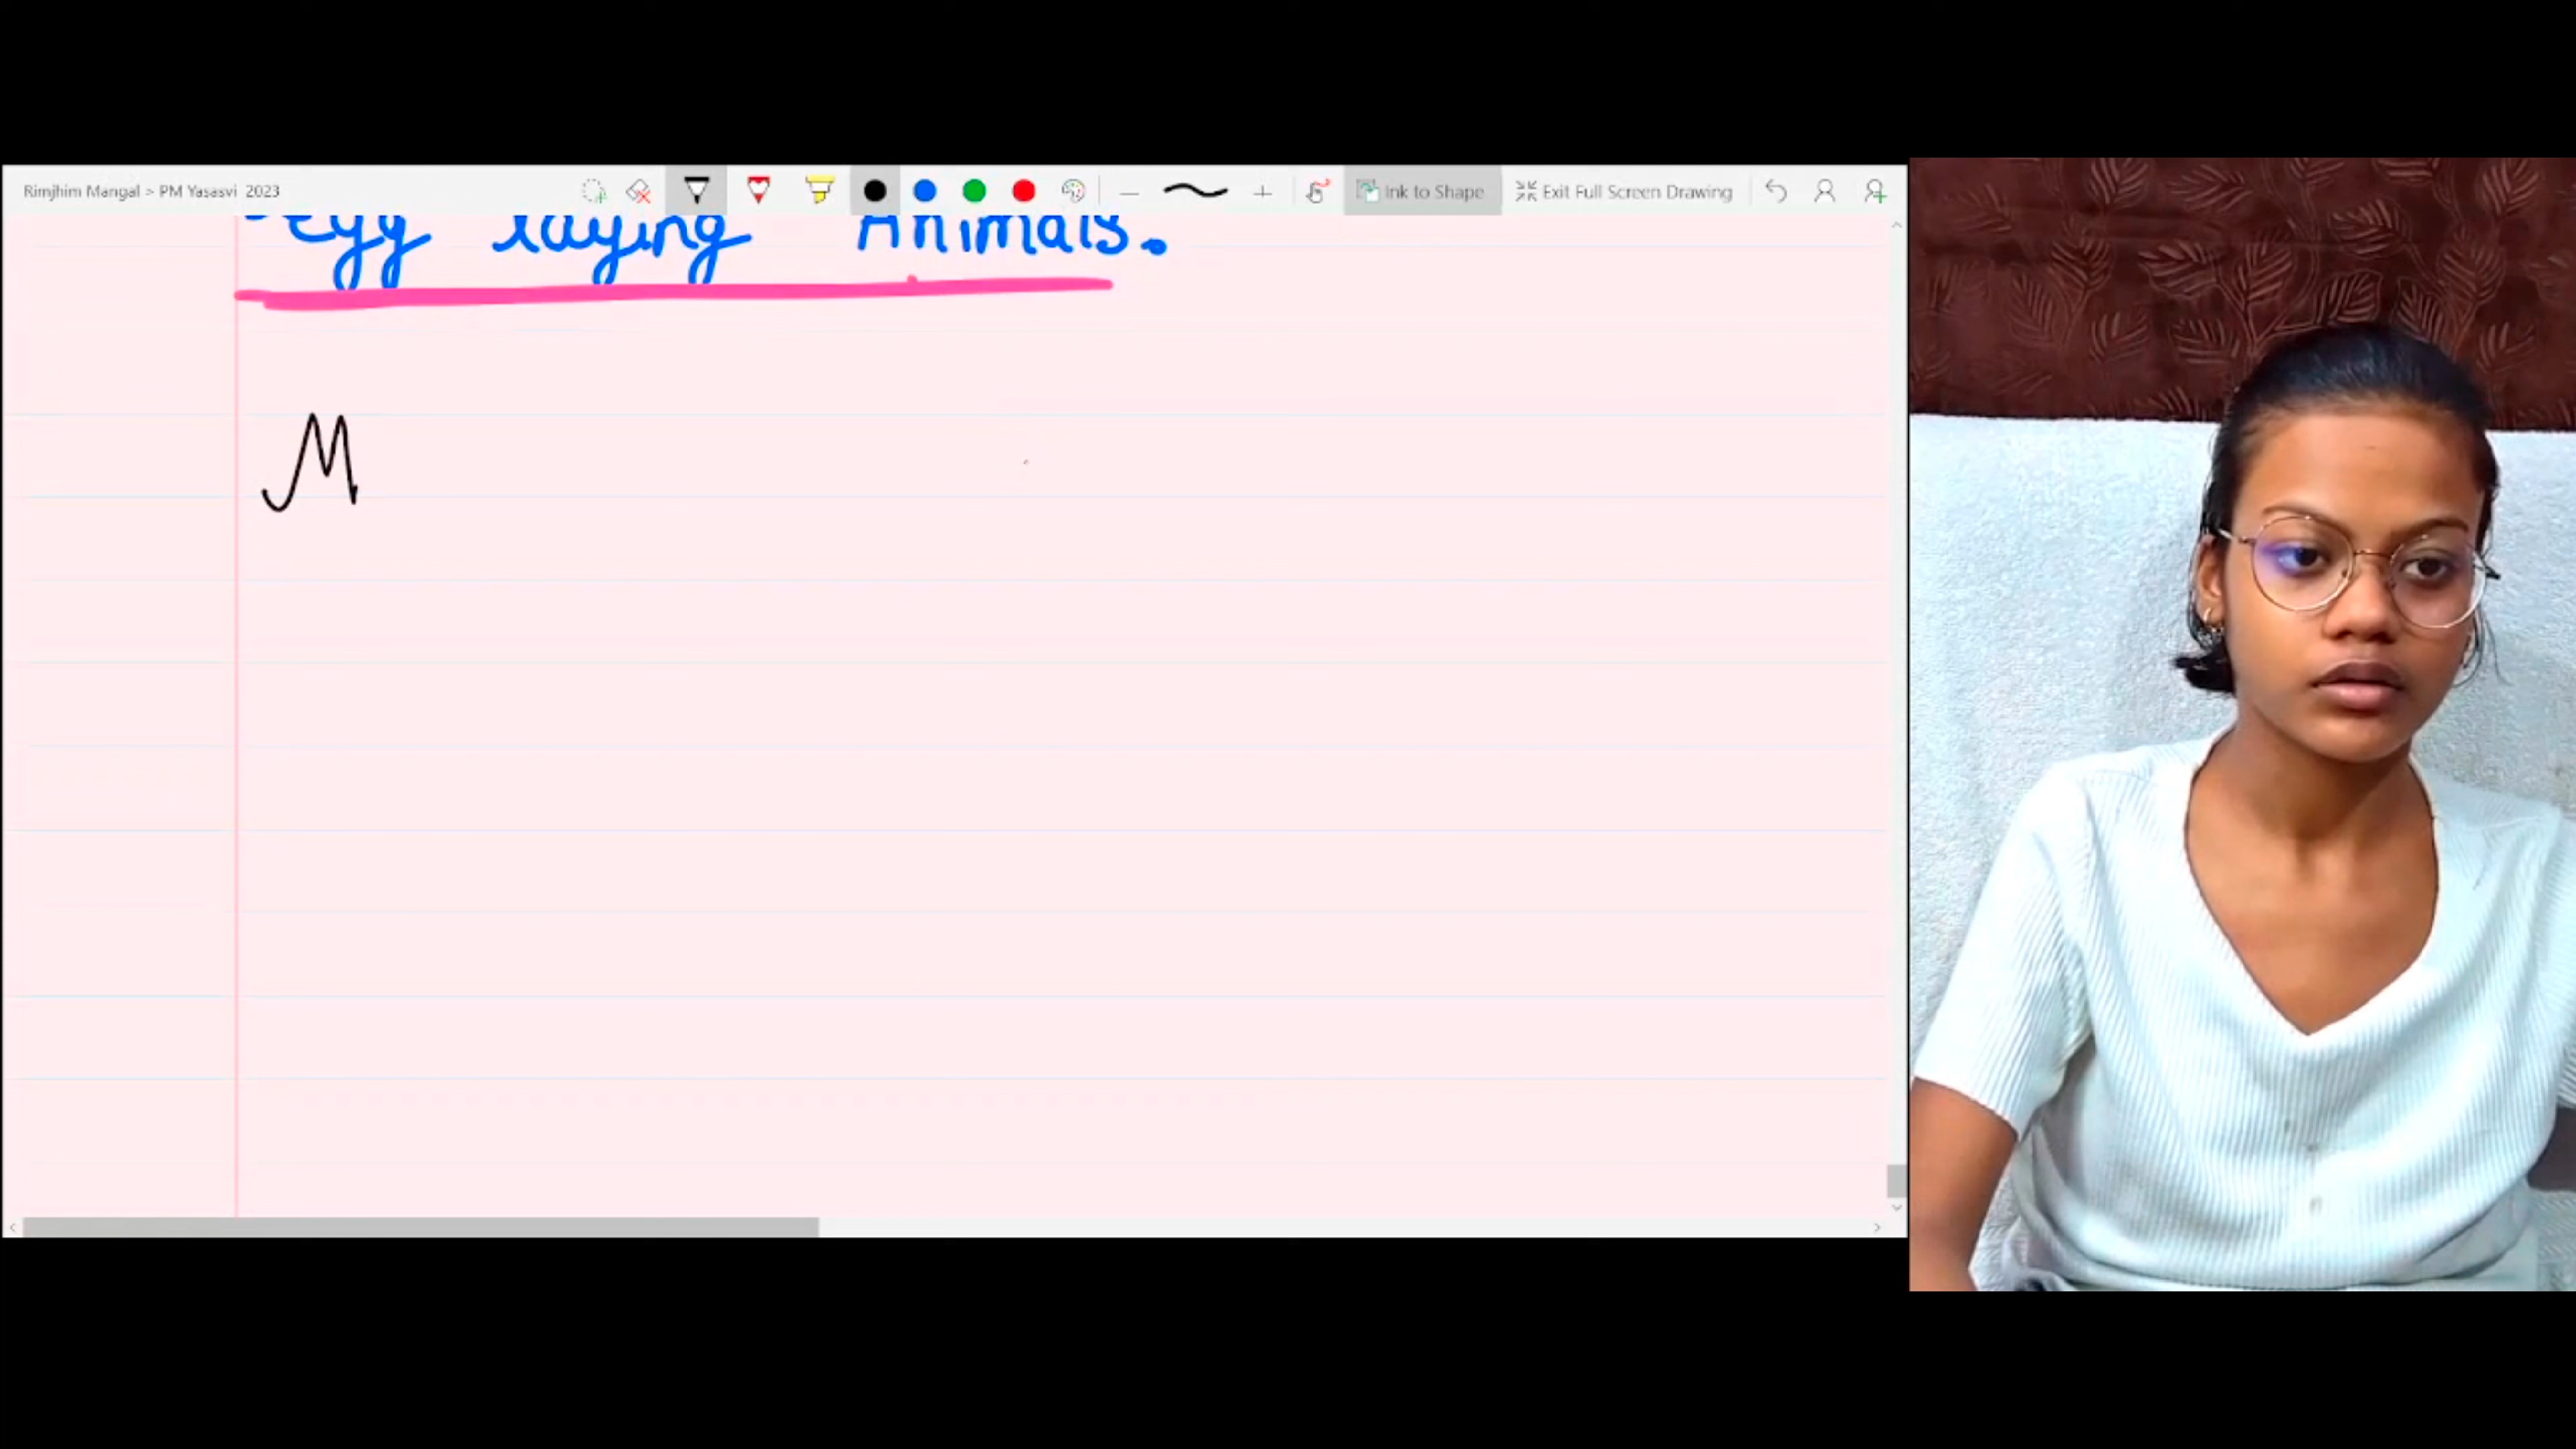 Rimjhim Mangal > PM Yasasvi 2023
Ink to Shape
Exit Full Screen Drawing
egg laying Animals.
M